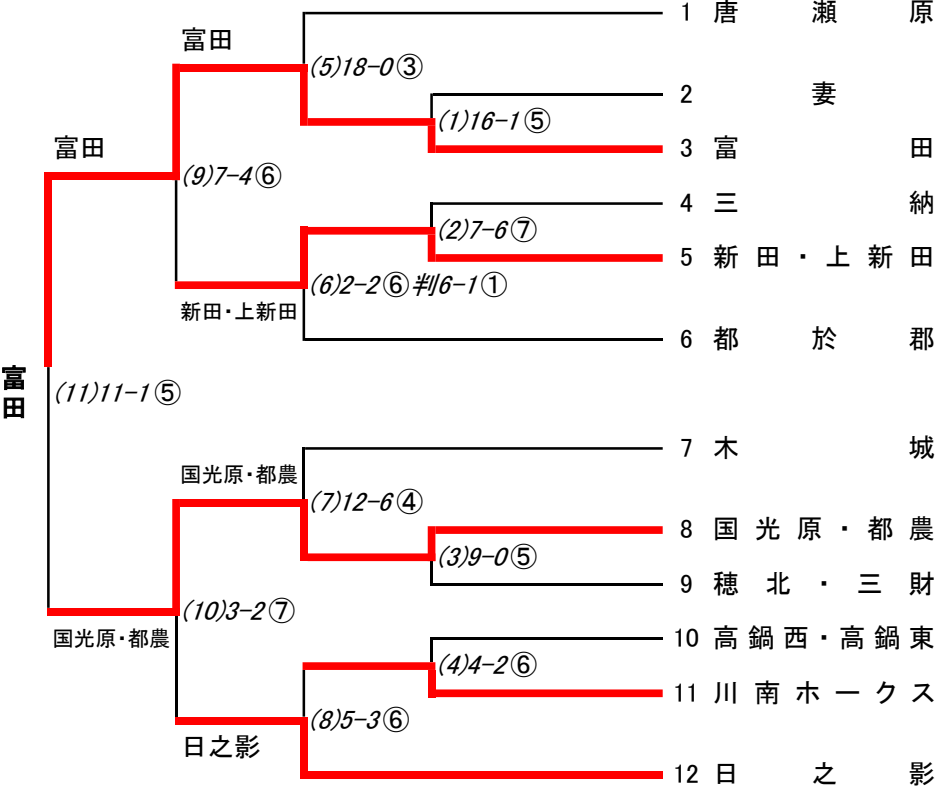 1 唐瀬原
富田
(5)18-0③
2 妻
(1)16-1⑤
富田
3 富田
(9)7-4⑥
4 三納
(2)7-6⑦
5 新田・上新田
(6)2-2⑥判6-1①
新田・上新田
6 都於郡
富田
(11)11-1⑤
7 木城
国光原・都農
(7)12-6④
8 国光原・都農
(3)9-0⑤
9 穂北・三財
(10)3-2⑦
国光原・都農
10 高鍋西・高鍋東
(4)4-2⑥
11 川南ホークス
(8)5-3⑥
日之影
12 日之影